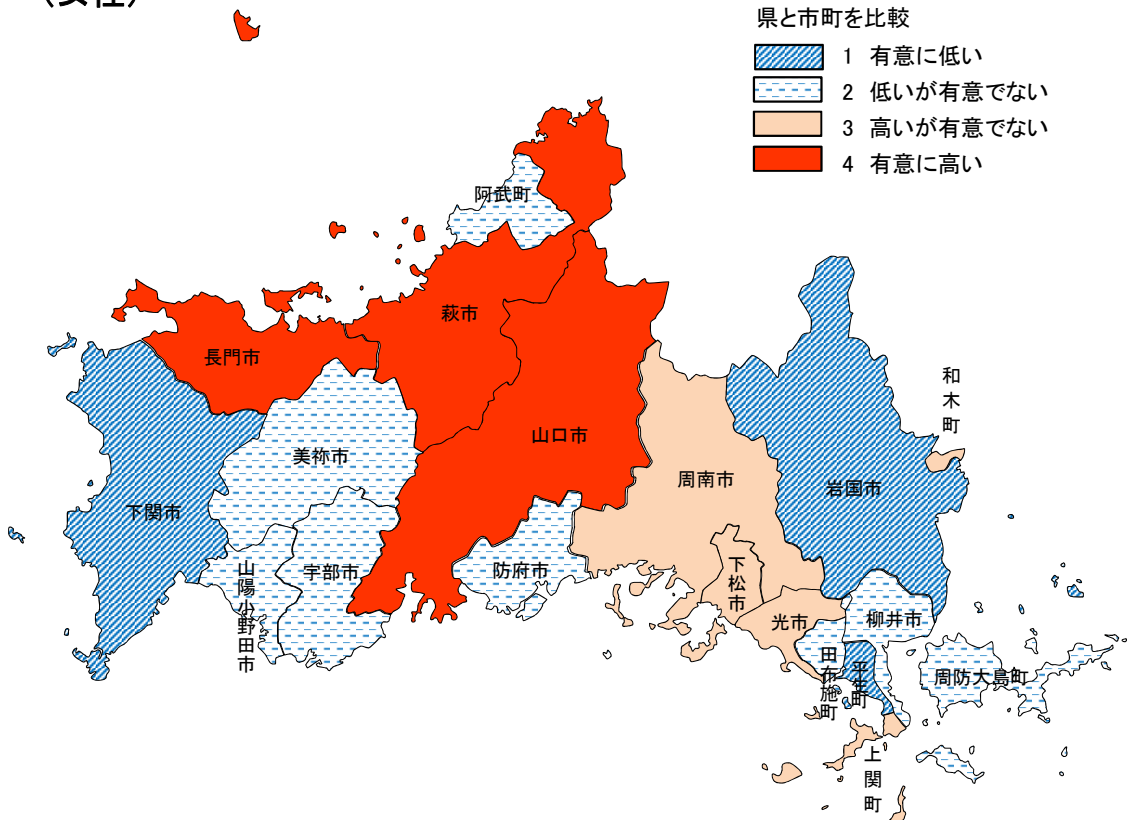 （女性）
県と市町を比較
1 有意に低い
2 低いが有意でない
3 高いが有意でない
4 有意に高い
阿武町
萩市
長門市
和木町
山口市
美祢市
周南市
岩国市
下関市
山陽小野田市
宇部市
防府市
下松市
光市
柳井市
田布施町
平生町
周防大島町
上関町